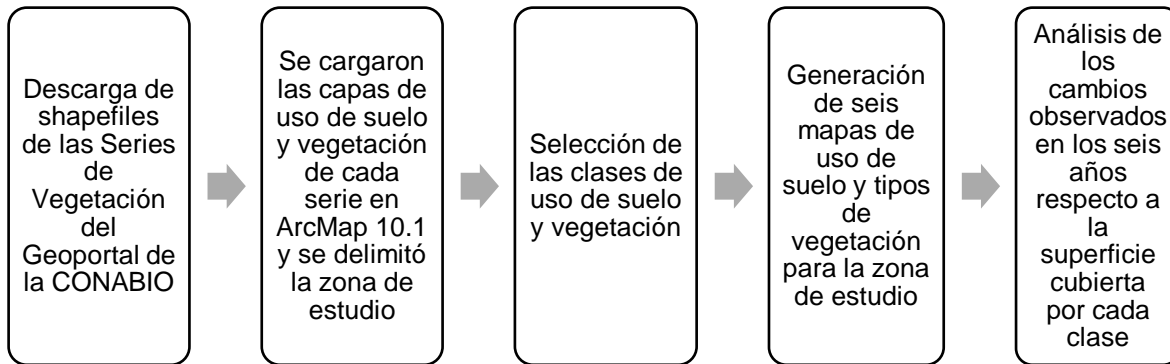 Descarga de
shapefiles
de las Series
de
Vegetación
del
Geoportal de
la CONABIO
Se cargaron
las capas de
uso de suelo
y vegetación
de cada
serie en
ArcMap 10.1
y se delimitó
la zona de
estudio
Selección de
las clases de
uso de suelo
y vegetación
Generación
de seis
mapas de
uso de
suelo y tipos
de
vegetación
para la zona
de estudio
Análisis de
los
cambios
observados
en los seis
años
respecto a
la
superficie
cubierta
por cada
clase